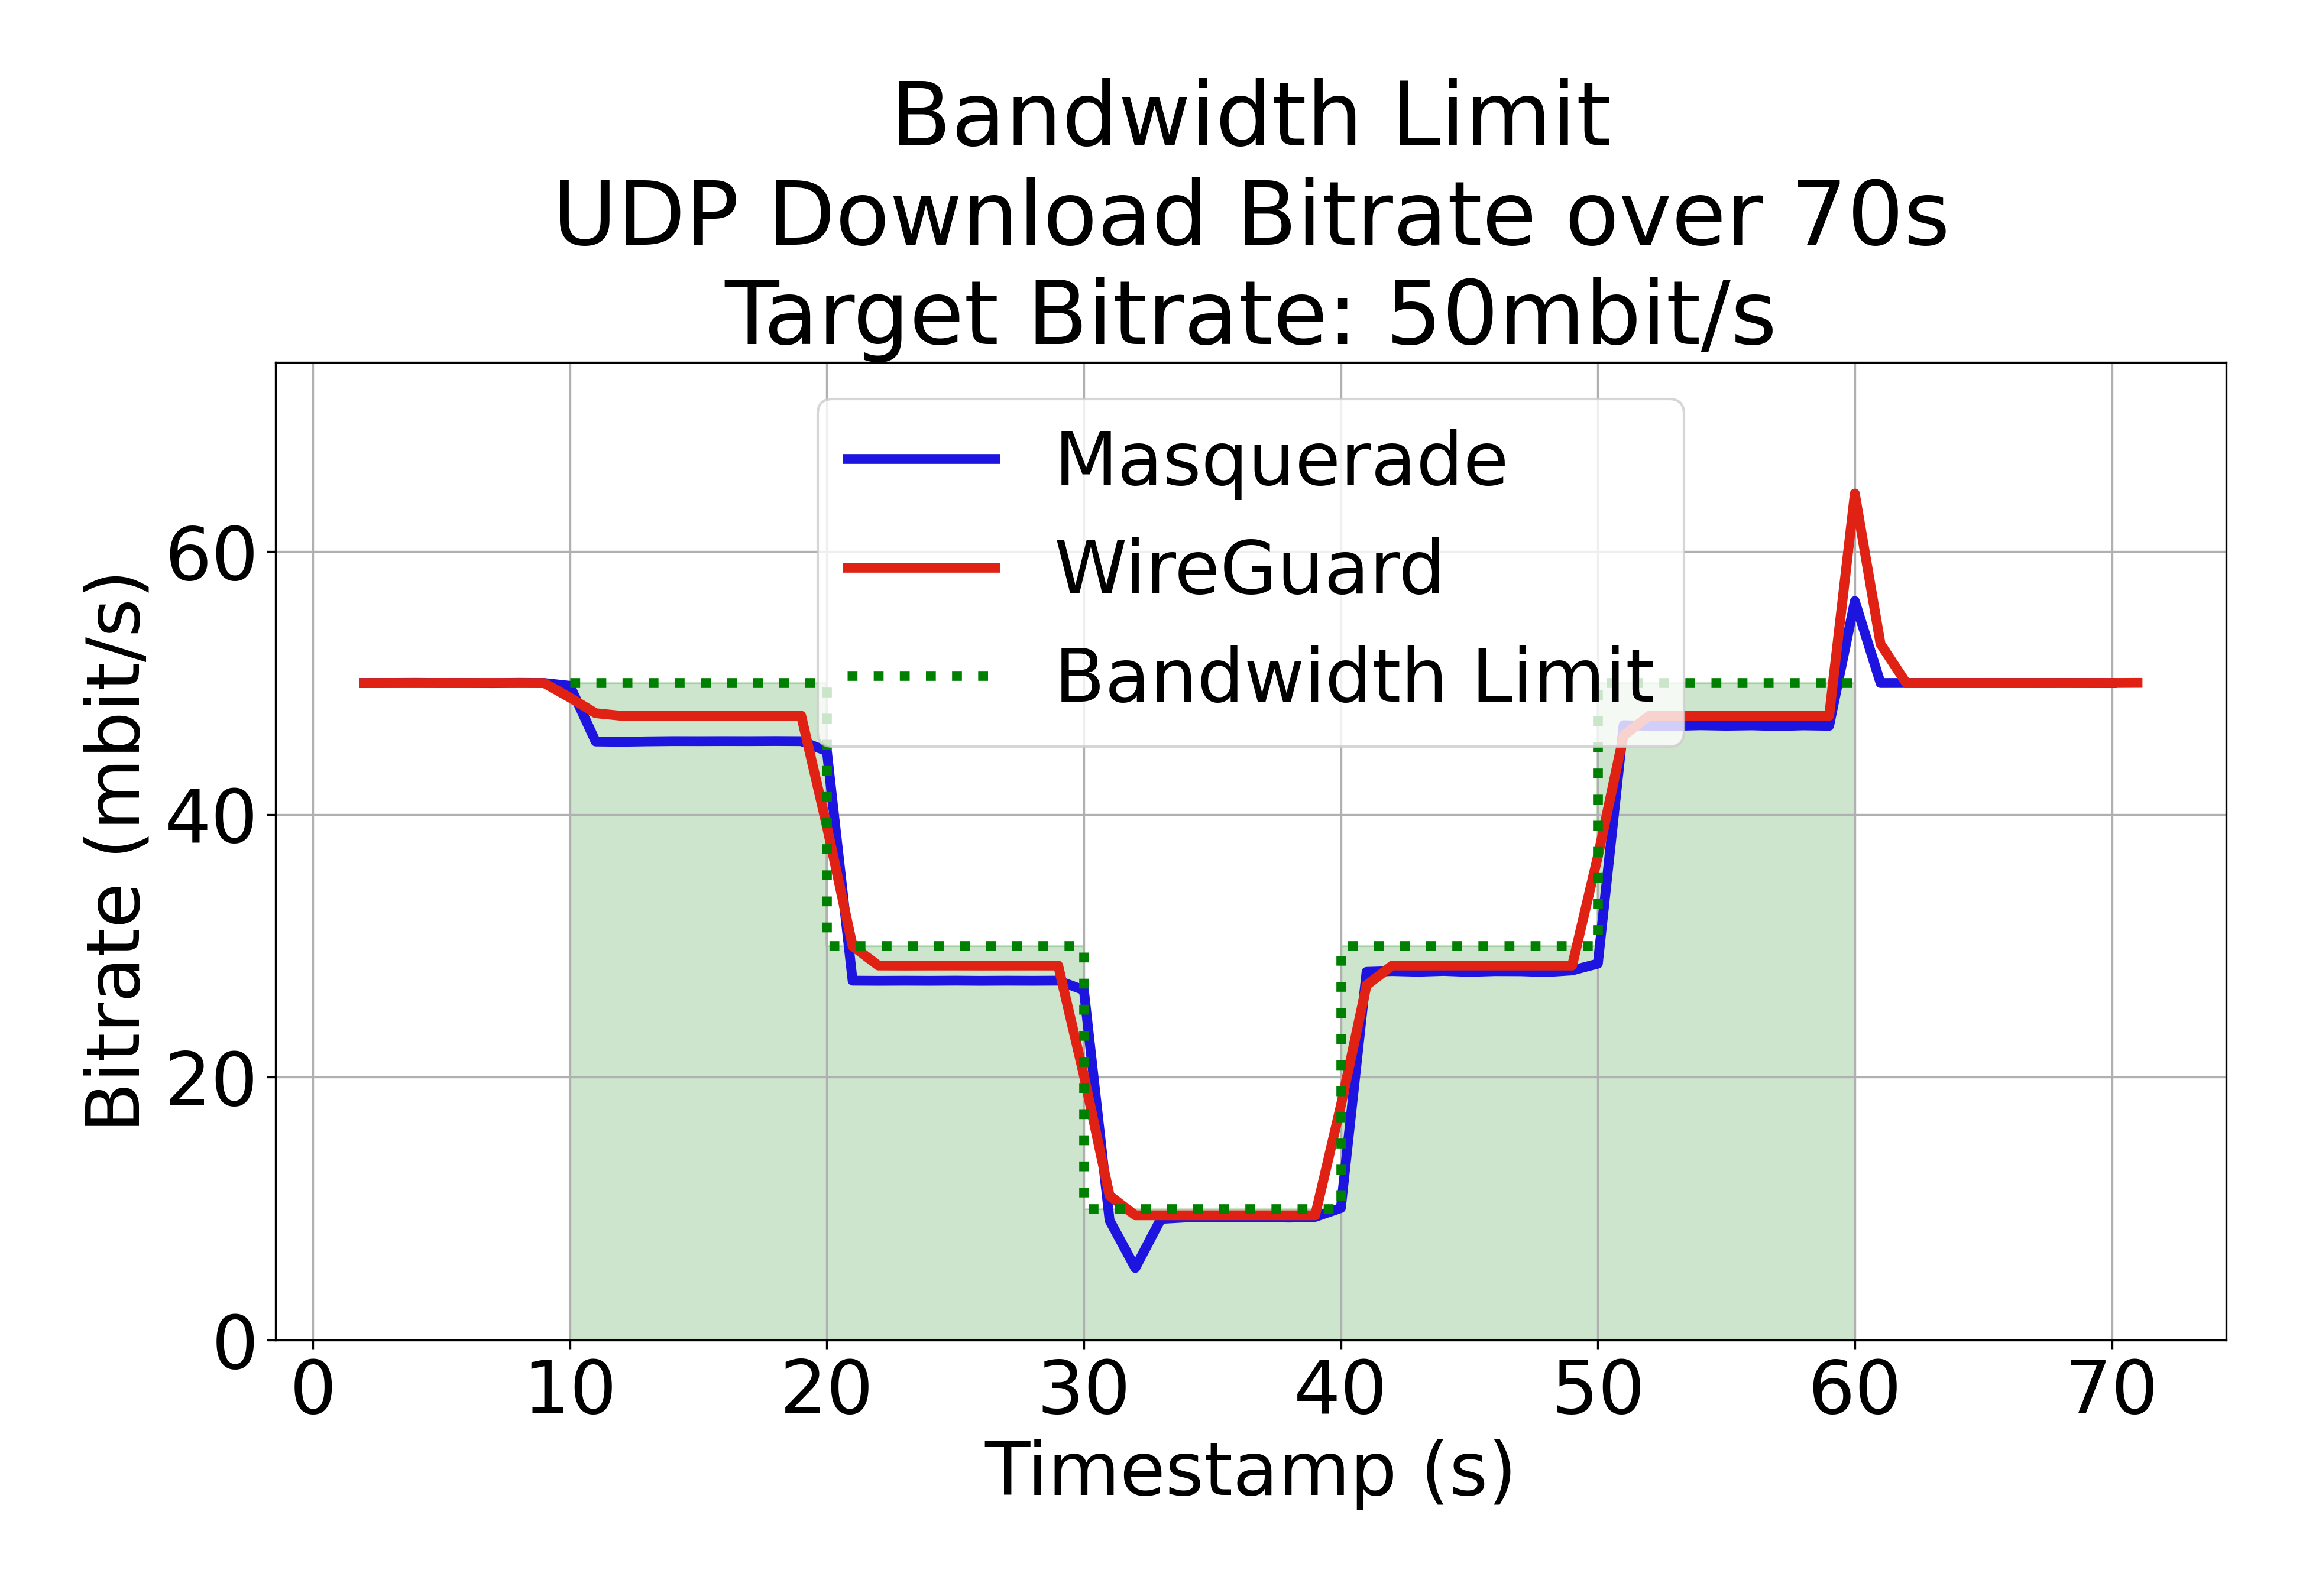 Bandwidth Limit
UDP Download Bitrate over 70s
Target Bitrate: 50mbit/s
Masquerade
WireGuard
Bandwidth Limit
Bitrate (mbit/s)
60
40
20
0
0 10 20 30 40 50 60 70
Timestamp (s)